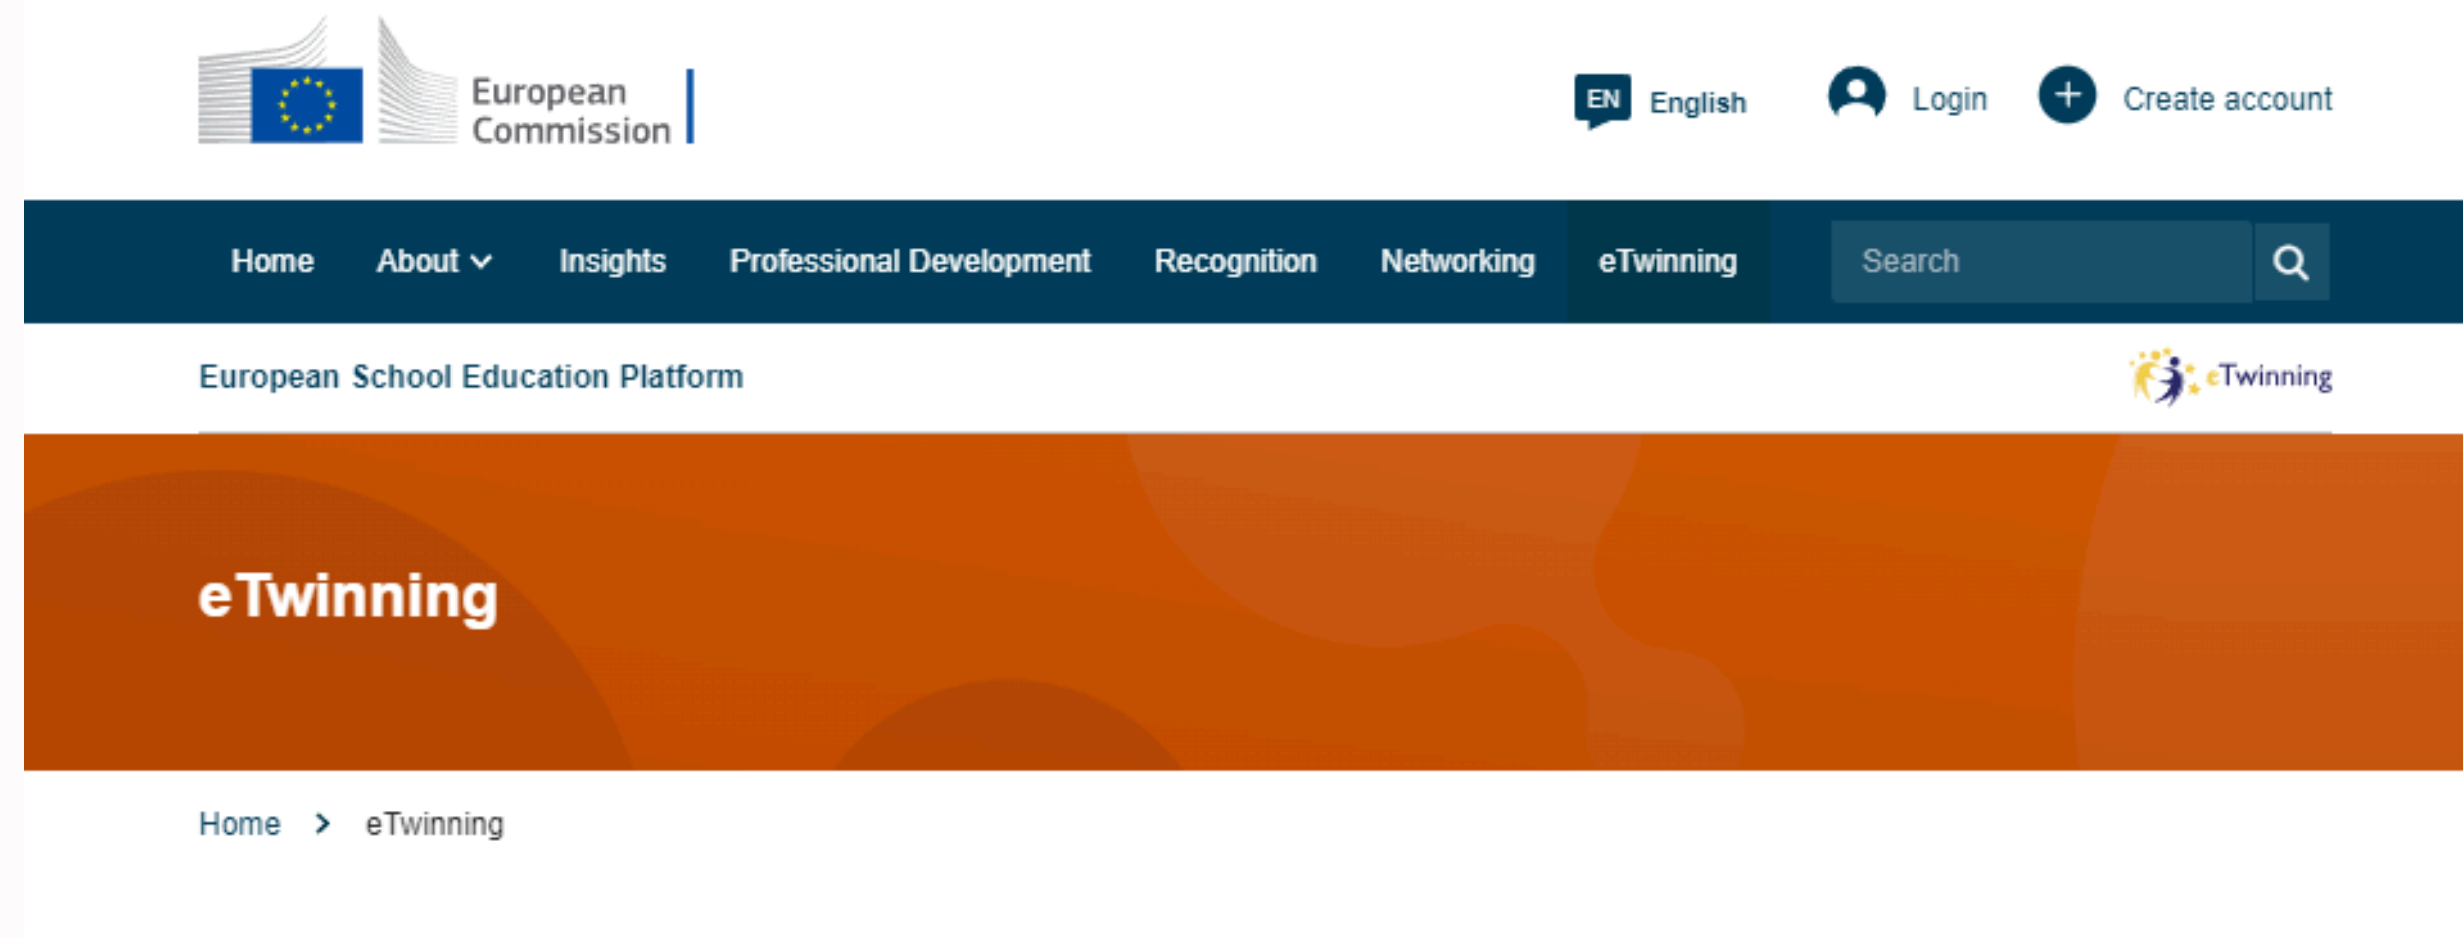 European
Commission
EN English Login Create account
Home About Insights Professional Development Recognition Networking eTwinning Search
European School Education Platform
eTwinning
eTwinning
Home > eTwinning